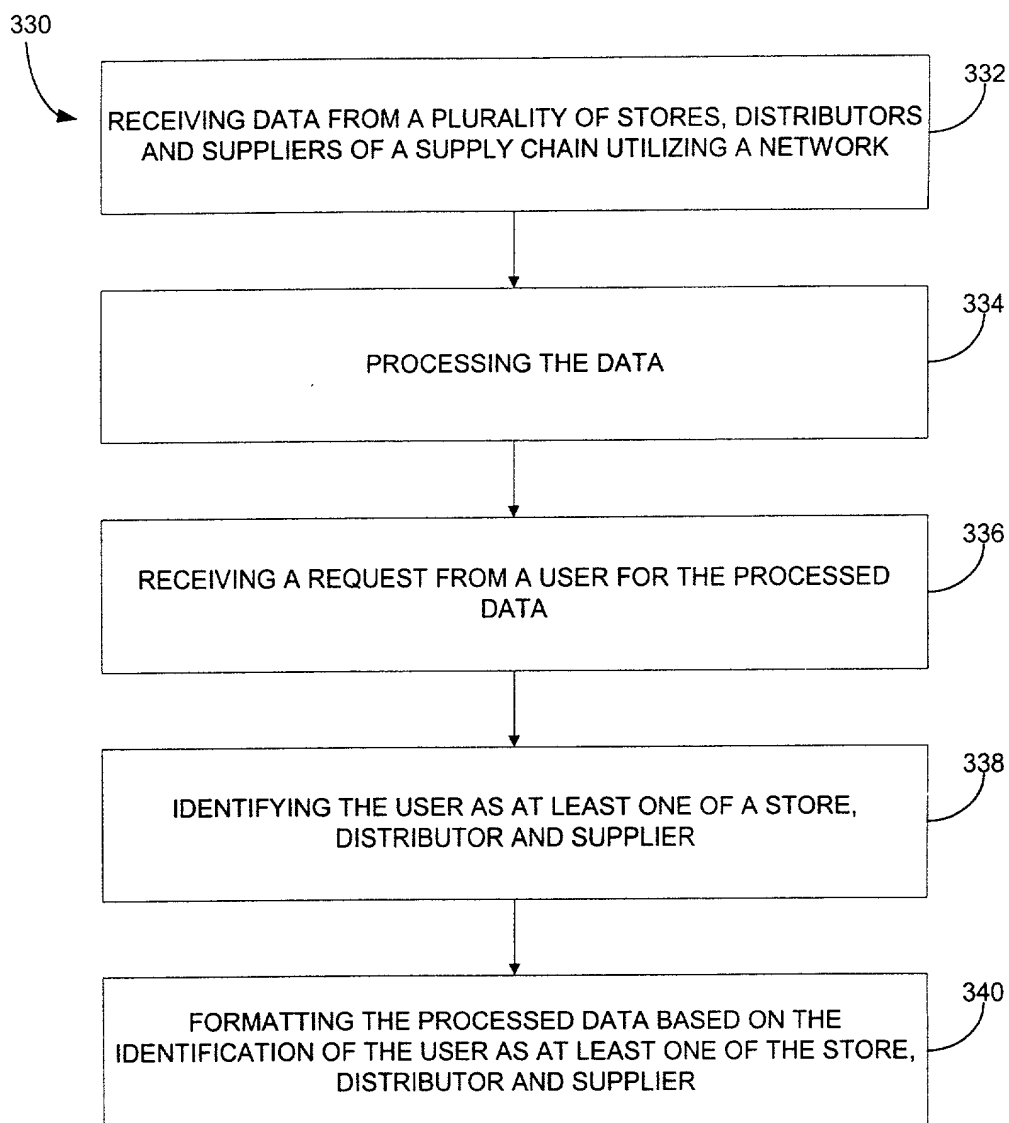 330
332
RECEIVING DATA FROM A PLURALITY OF STORES, DISTRIBUTORS
AND SUPPLIERS OF A SUPPLY CHAIN UTILIZING A NETWORK
334
PROCESSING THE DATA
336
RECEIVING A REQUEST FROM A USER FOR THE PROCESSED
DATA
338
IDENTIFYING THE USER AS AT LEAST ONE OF A STORE,
DISTRIBUTOR AND SUPPLIER
340
FORMATTING THE PROCESSED DATA BASED ON THE
IDENTIFICATION OF THE USER AS AT LEAST ONE OF THE STORE,
DISTRIBUTOR AND SUPPLIER